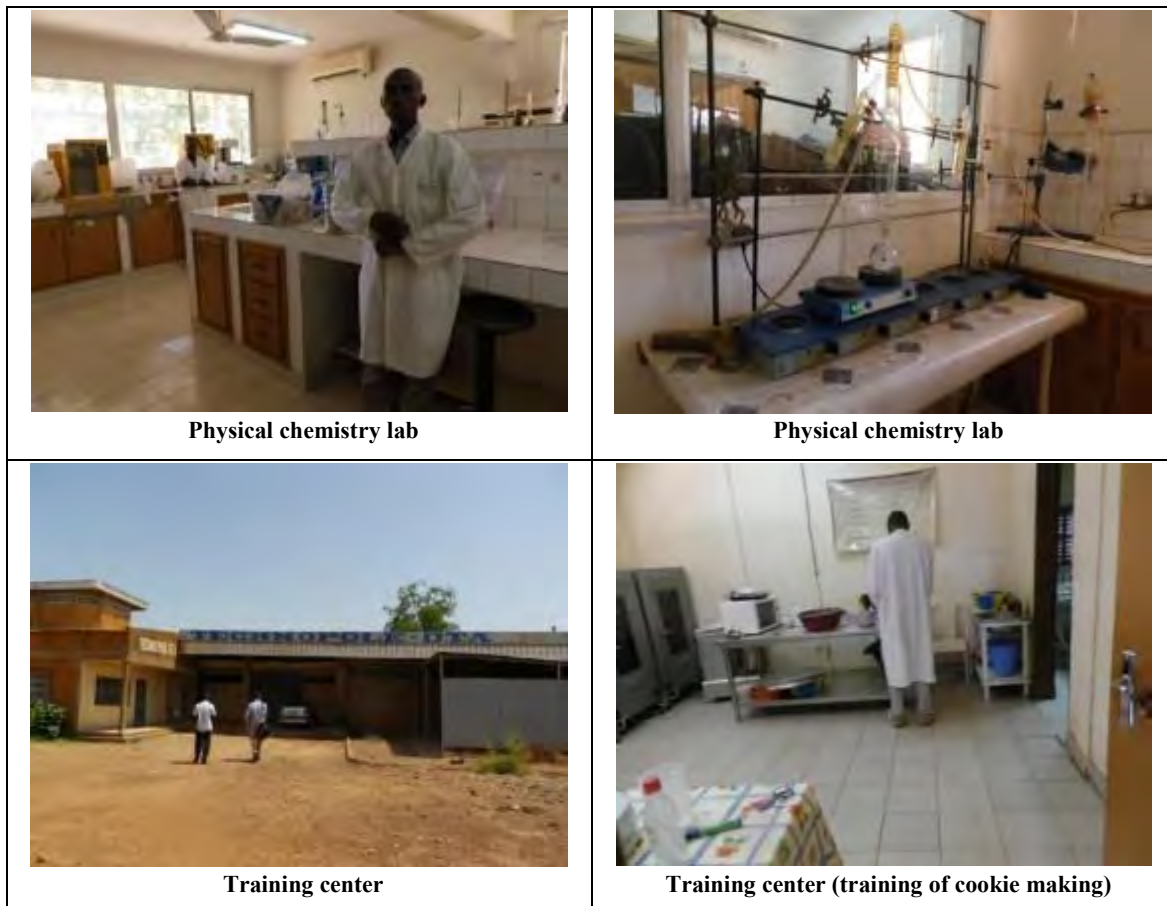 Physical chemistry lab
Physical chemistry lab
Training center
Training center (training of cookie making)